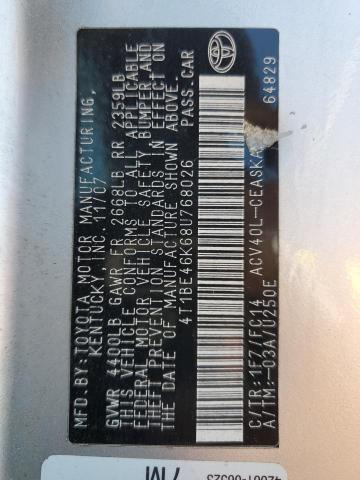 MFD. BY: TOYOTA MOTOR MANUFACTURING,
KENTUCKY, INC. 11/07
GVWR 4400LB GAWR FR 2668LB RR 2359LB
THIS VEHICLE CONFORMS TO ALL APPLICABLE
FEDERAL MOTOR VEHICLE SAFETY, BUMPER, AND
THEFT PREVENTION STANDARDS IN EFFECT ON
THE DATE OF MANUFACTURE SHOWN ABOVE.
4T1BE46K68U768026 PASS. CAR
C/TR: 1F7/FC14 ACV40L-CEASKA
A/TM: -03A/U250E 64829
7M